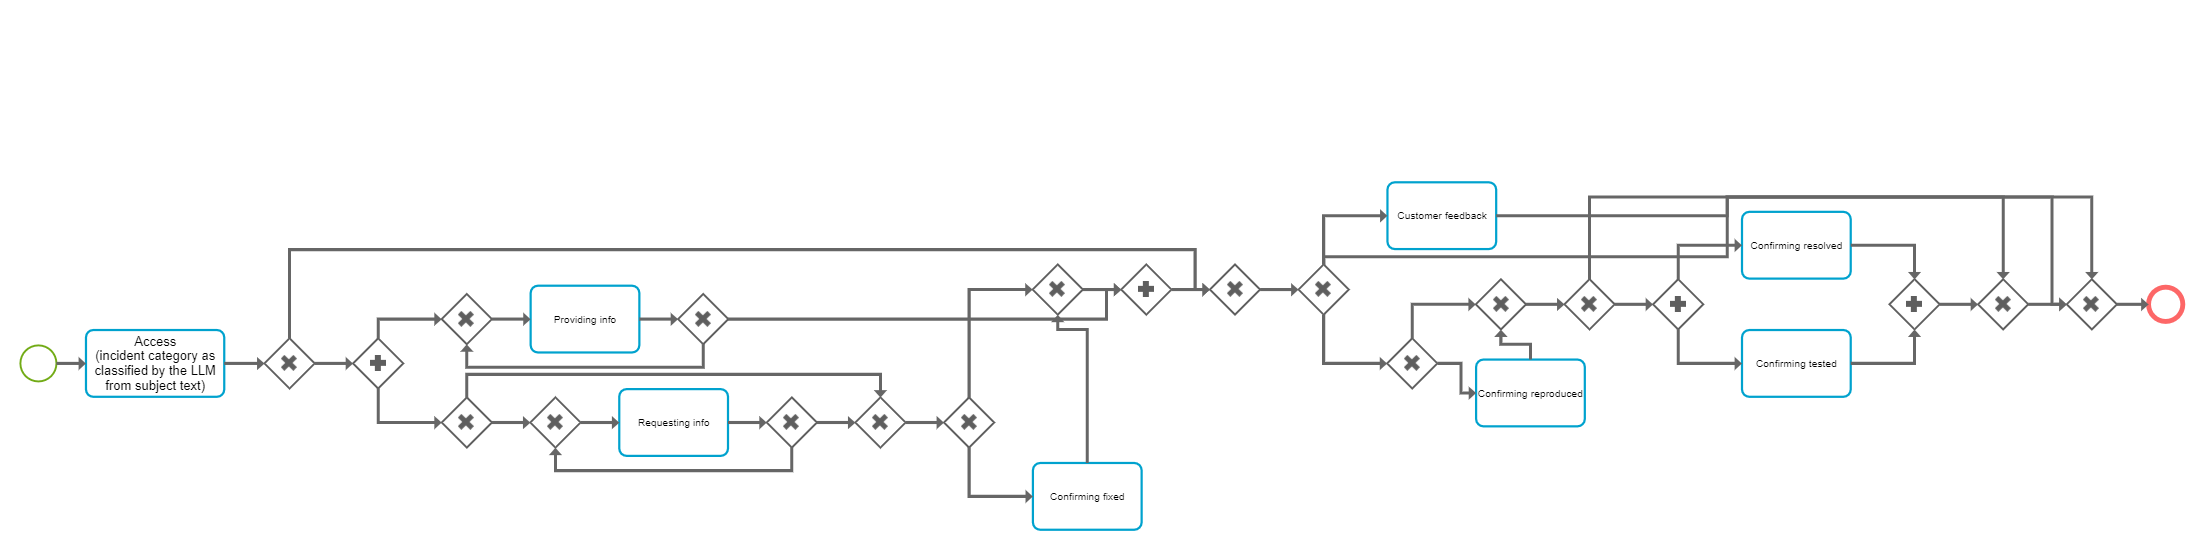 Access
(incident category as
classified by the LLM
from subject text)
Providing info
Requesting info
Confirming fixed
Customer feedback
Confirming reproduced
Confirming resolved
Confirming tested